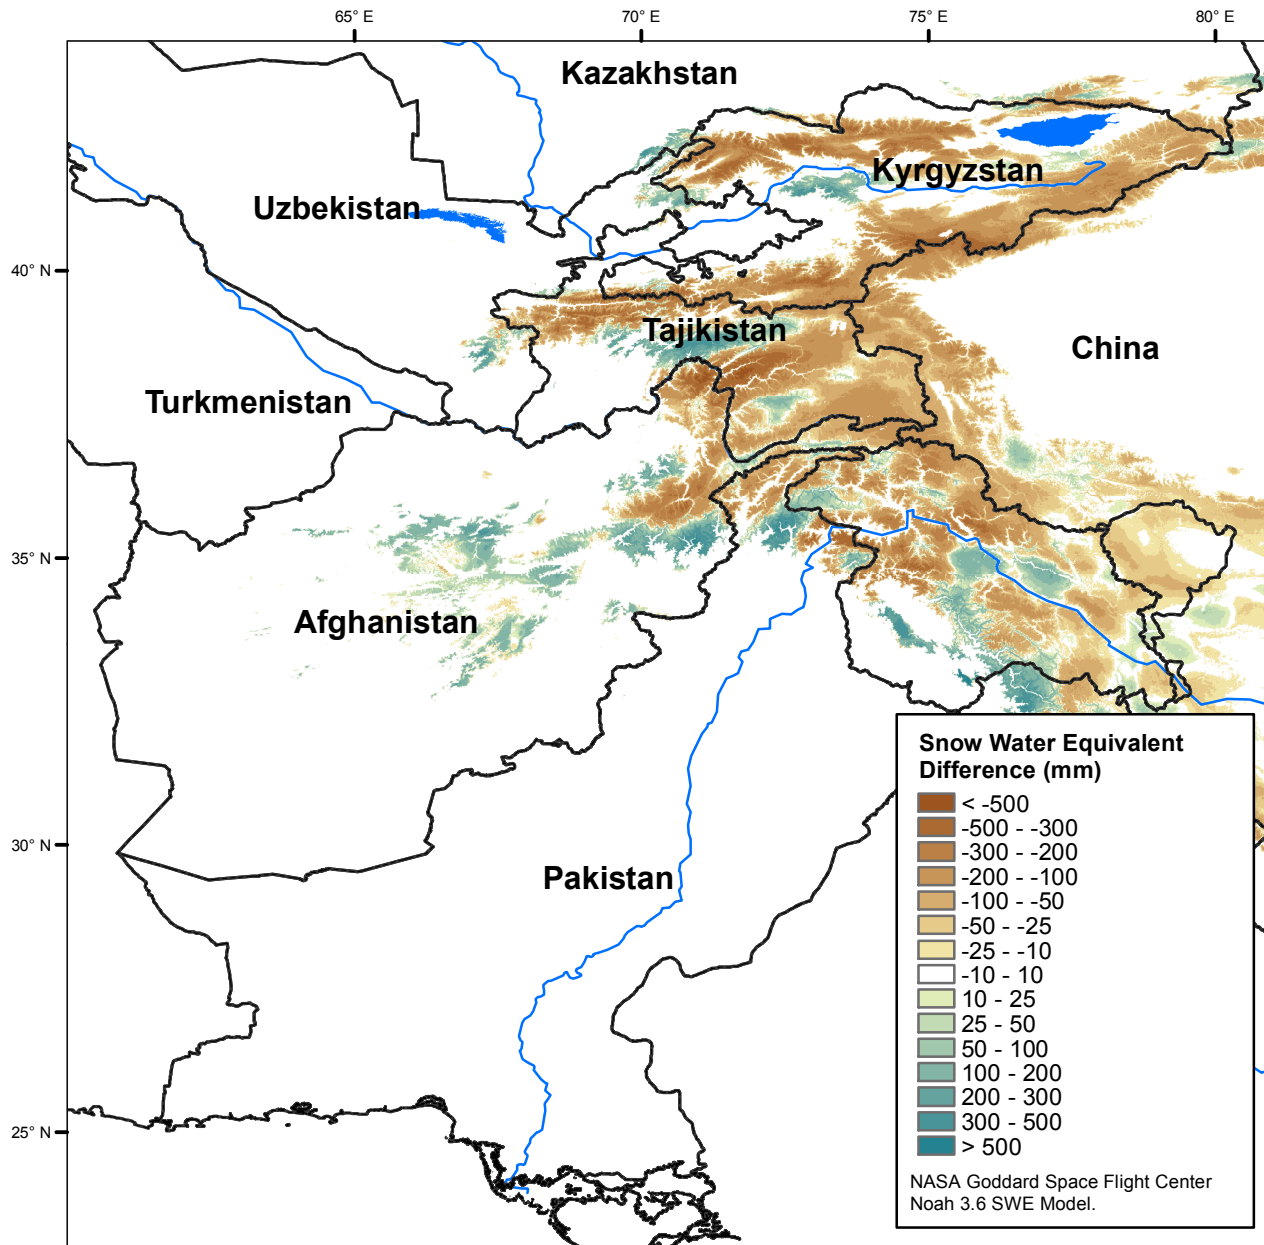 65° E
70° E
75° E
80° E
Kazakhstan
Kyrgyzstan
Uzbekistan
40° N
Tajikistan
China
Turkmenistan
35° N
Afghanistan
30° N
Pakistan
25° N
Snow Water Equivalent
Difference (mm)
< -500
-500 - -300
-300 - -200
-200 - -100
-100 - -50
-50 - -25
-25 - -10
-10 - 10
10 - 25
25 - 50
50 - 100
100 - 200
200 - 300
300 - 500
> 500
NASA Goddard Space Flight Center
Noah 3.6 SWE Model.